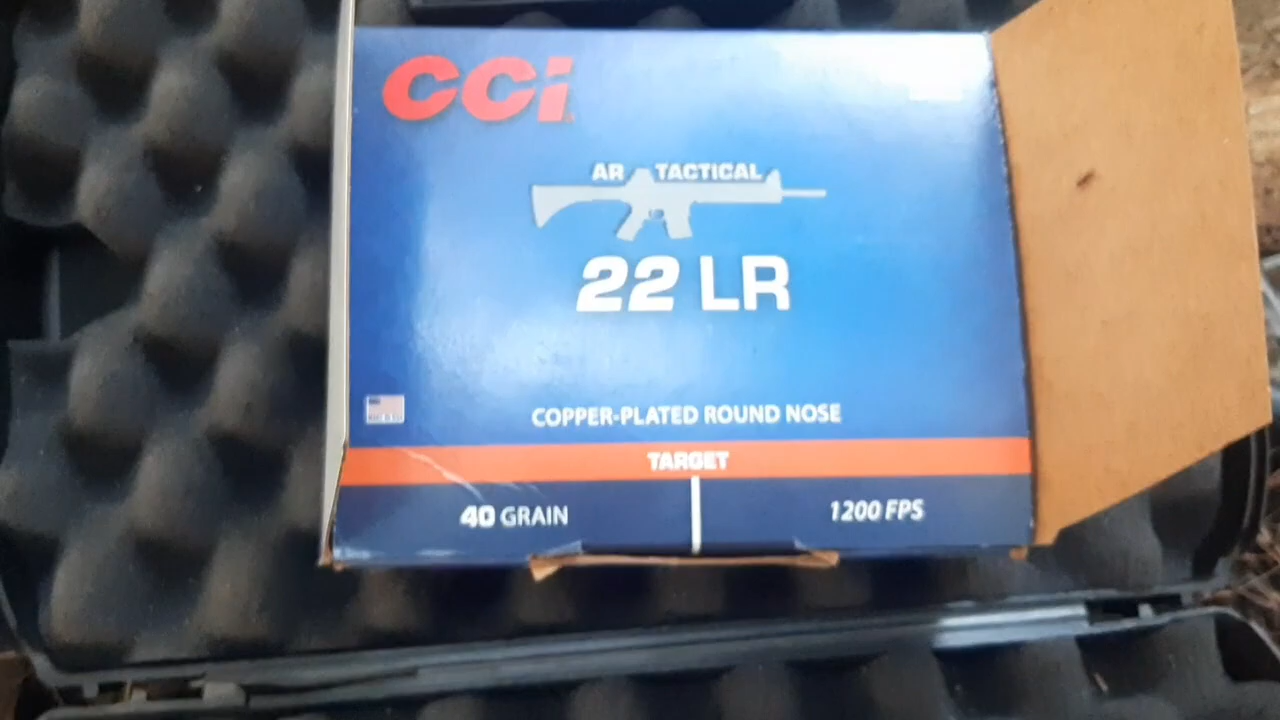 CCi
AR TACTICAL
22 LR
COPPER-PLATED ROUND NOSE
TARGET
40 GRAIN
1200 FPS